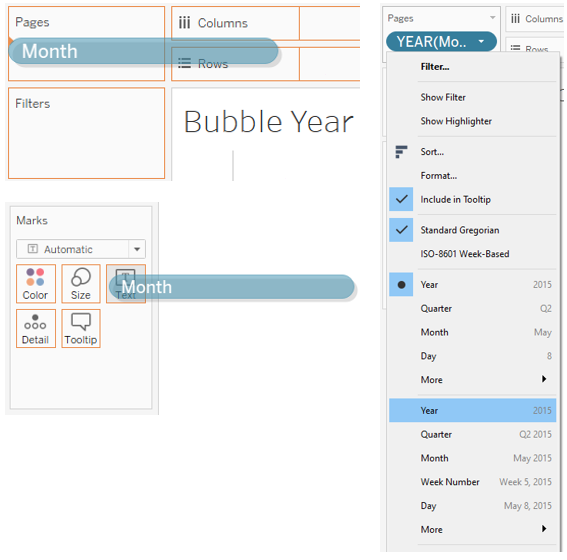 Pages
Columns
Month
Rows
Filters
Bubble Year
Marks
Automatic
Color
Size
Text
Month
Detail
Tooltip
Pages
Columns
YEAR(Mo..
Rows
Filter...
Show Filter
Show Highlighter
Sort...
Format...
Include in Tooltip
Standard Gregorian
ISO-8601 Week-Based
Year 2015
Quarter Q2
Month May
Day 8
More
Year 2015
Quarter Q2 2015
Month May 2015
Week Number Week 5, 2015
Day May 8, 2015
More